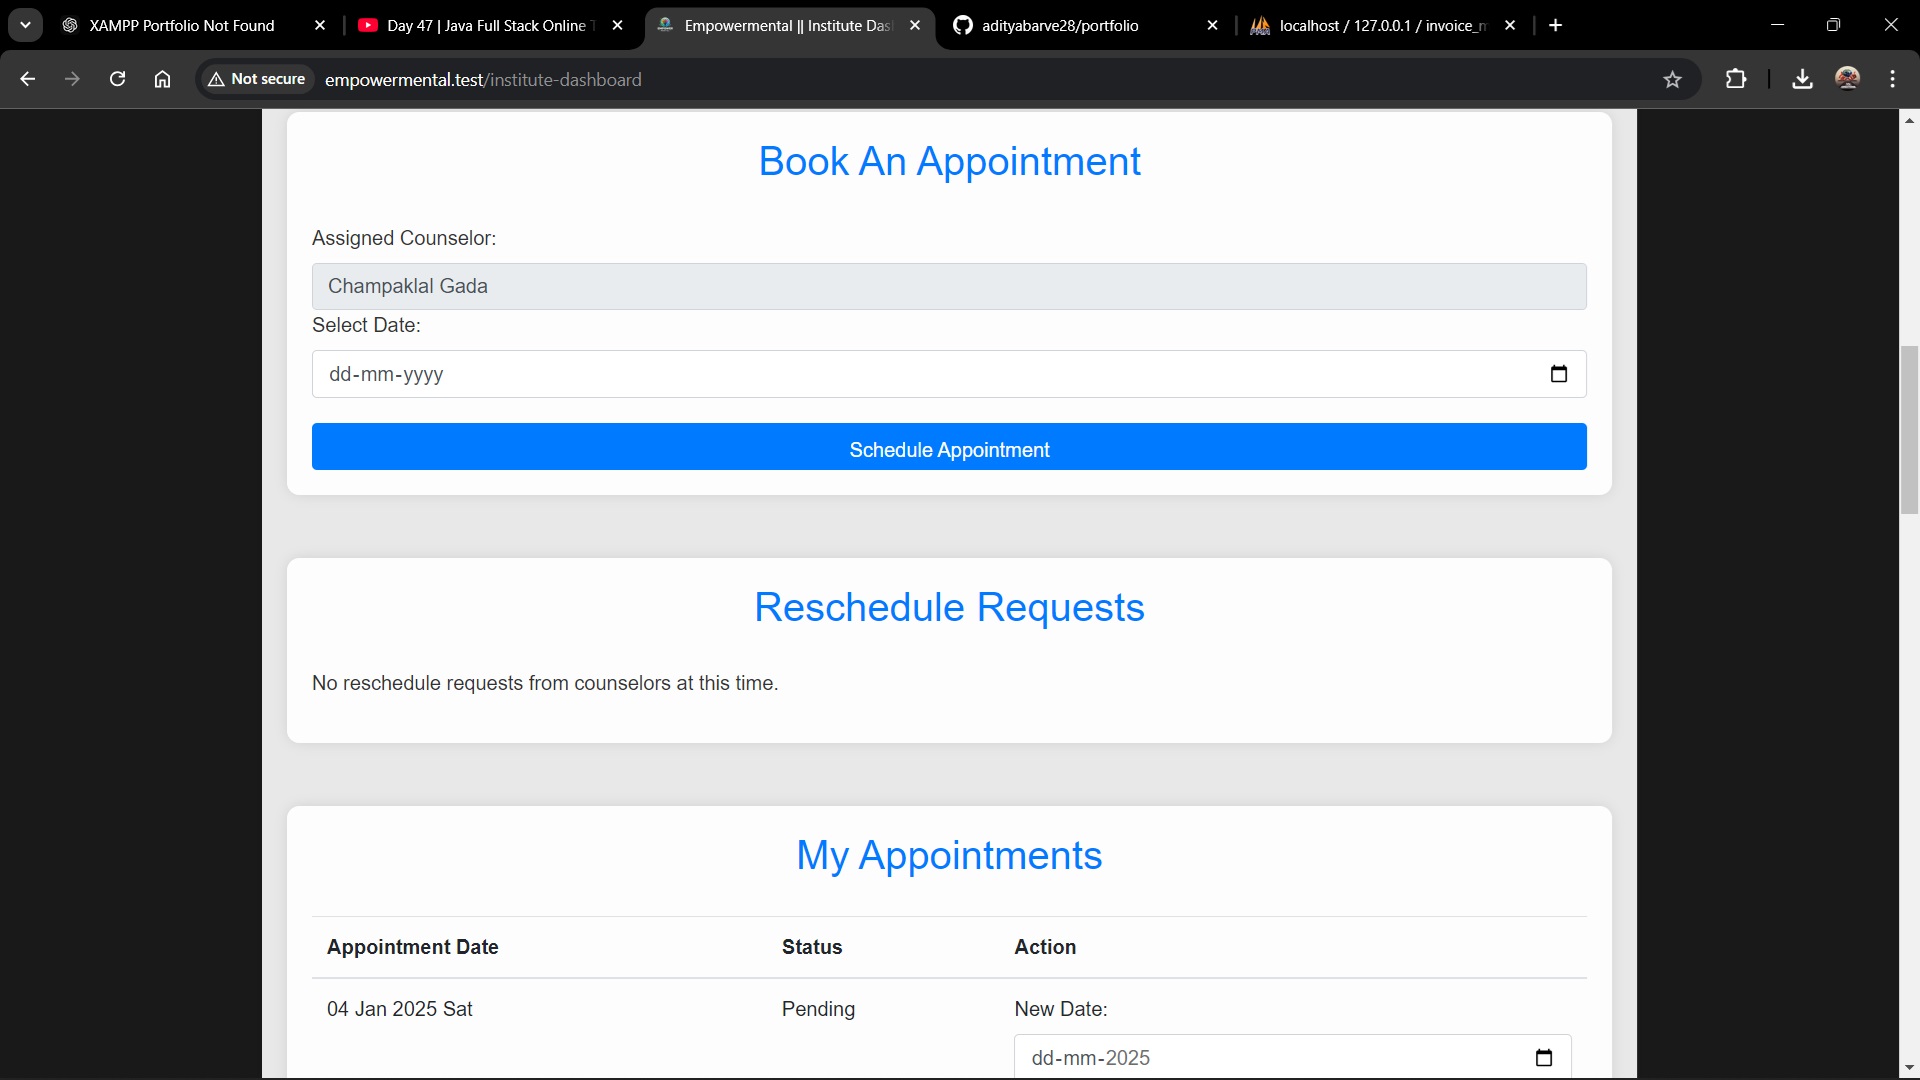 XAMPP Portfolio Not Found
Day 47 | Java Full Stack Online
Empowermental || Institute Das
adityabarve28/portfolio
localhost / 127.0.0.1 / invoice_m
Not secure
empowermental.test/institute-dashboard
Book An Appointment
Assigned Counselor:
Champaklal Gada
Select Date:
dd-mm-yyyy
Schedule Appointment
Reschedule Requests
No reschedule requests from counselors at this time.
My Appointments
Appointment Date Status Action
04 Jan 2025 Sat Pending New Date:
dd-mm-2025